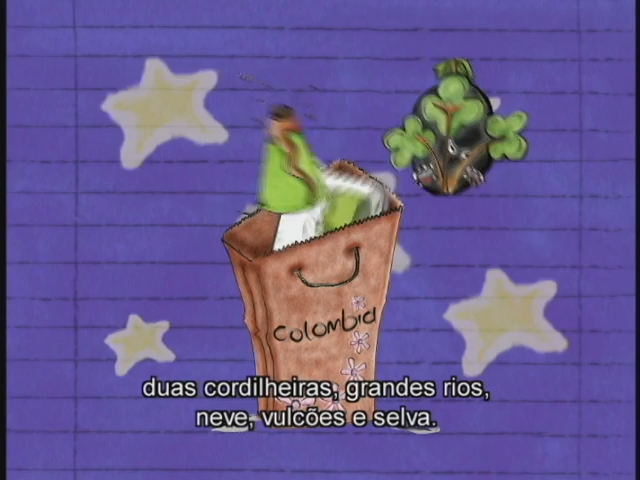 Colombia
duas cordilheiras, grandes rios,
neve, vulcões e selva.